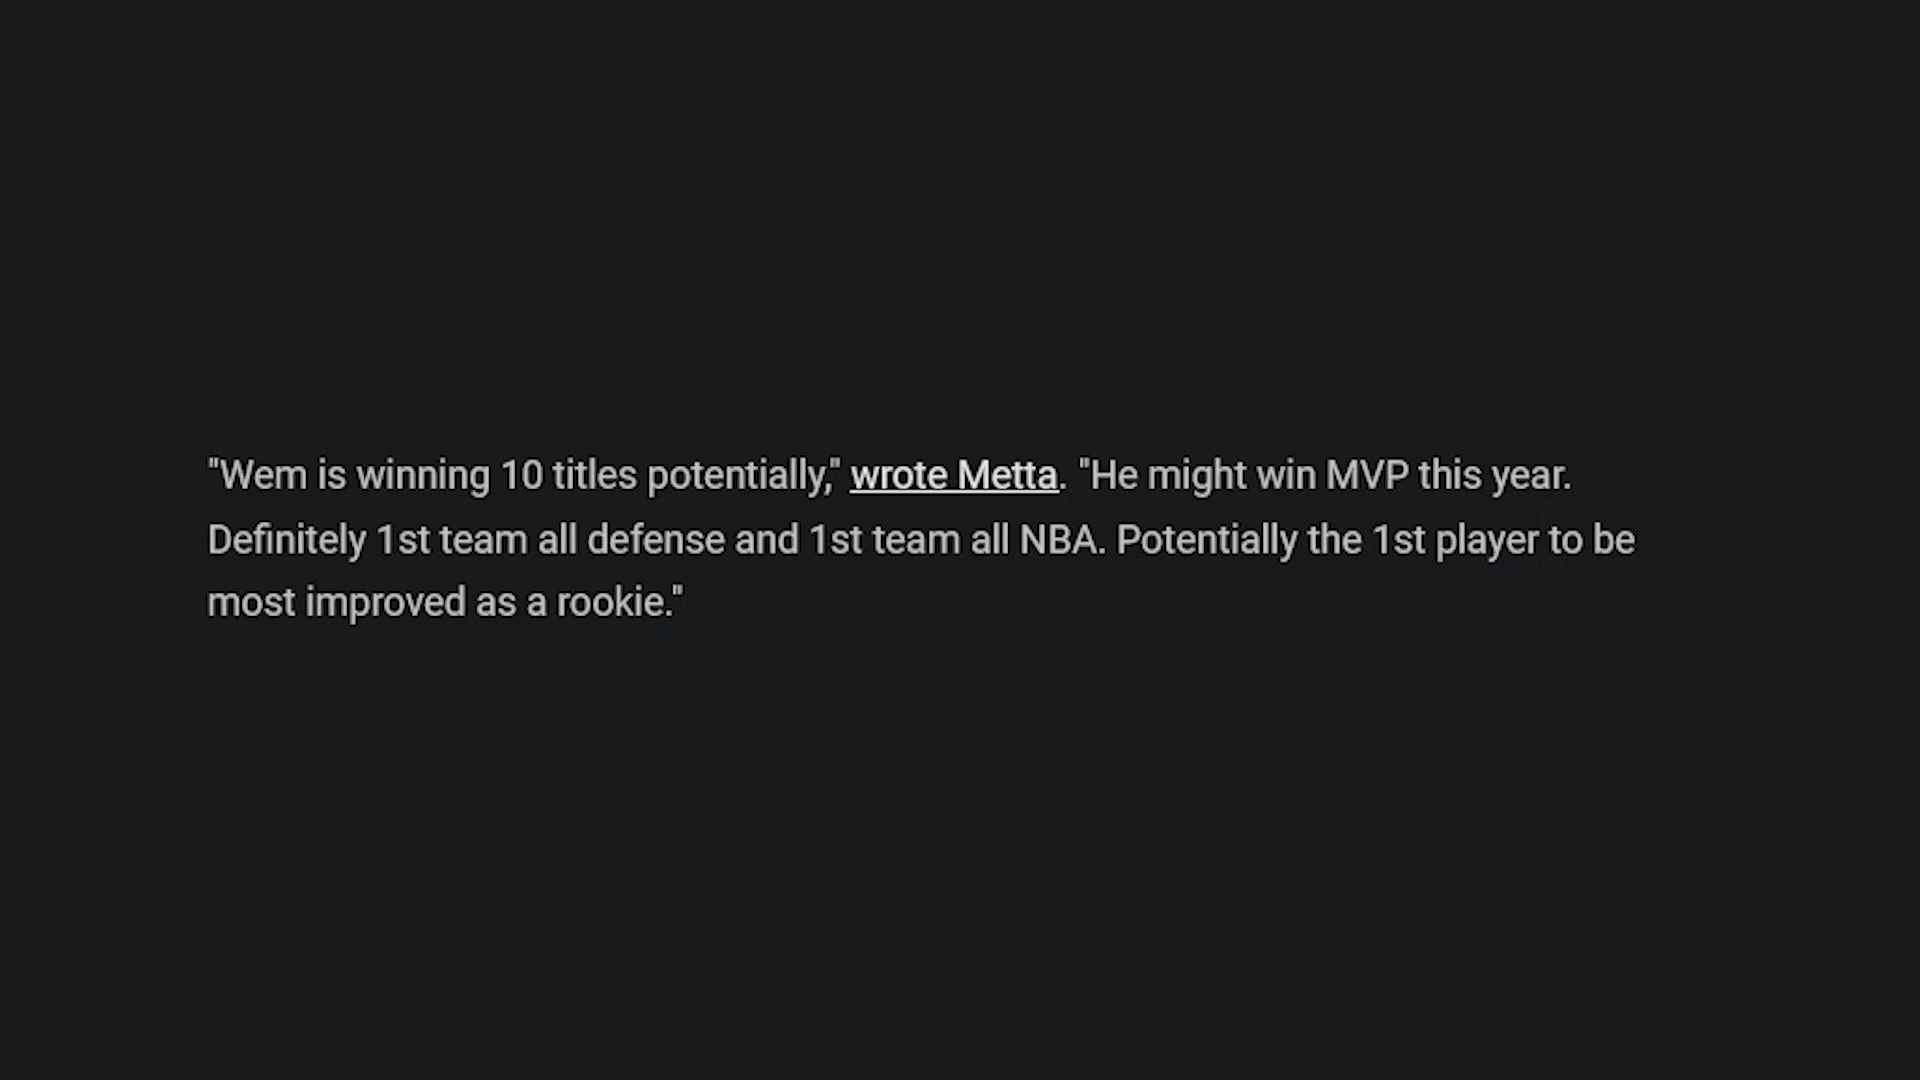 "Wem is winning 10 titles potentially," wrote Metta. "He might win MVP this year.
Definitely 1st team all defense and 1st team all NBA. Potentially the 1st player to be
most improved as a rookie."